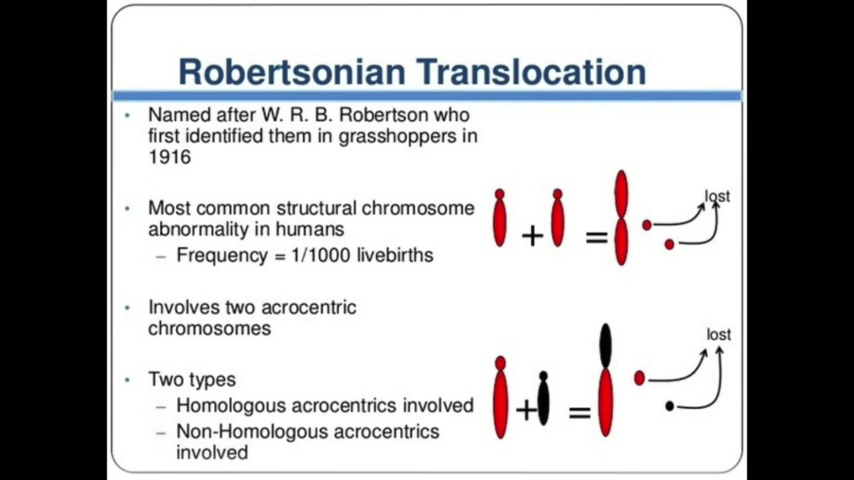 Robertsonian Translocation
• Named after W. R. B. Robertson who
first identified them in grasshoppers in
1916
• Most common structural chromosome
abnormality in humans
– Frequency = 1/1000 livebirths
• Involves two acrocentric
chromosomes
• Two types
– Homologous acrocentrics involved
– Non-Homologous acrocentrics
involved
+ =
lost
+ =
lost